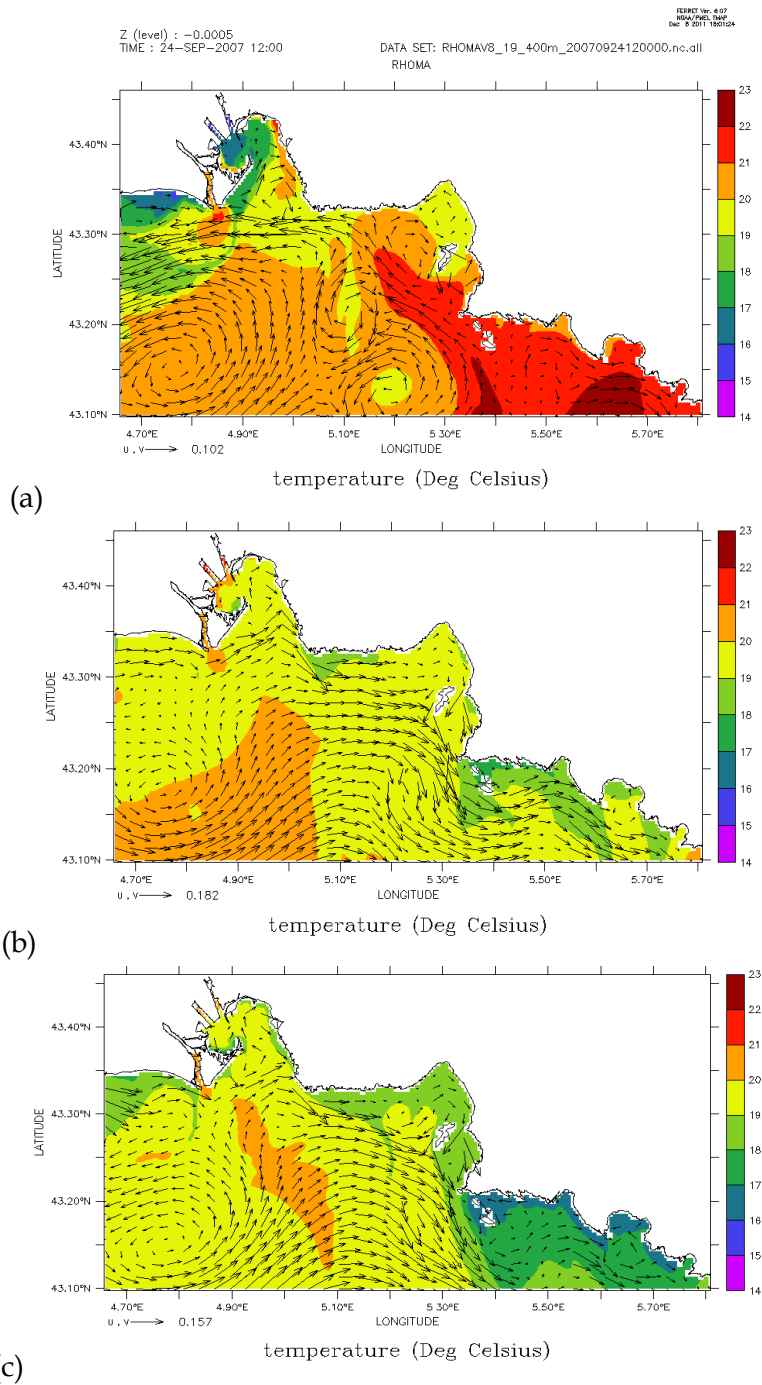 FERRET Ver. 6.07
NOAA/PMEL TMAP
Dec 8 2011 18:01:24
Z (level) : -0.0005
TIME : 24-SEP-2007 12:00
DATA SET: RHOMAV8_19_400m_20070924120000.nc.all
RHOMA
43.40°N
43.30°N
43.20°N
43.10°N
LATITUDE
4.70°E 4.90°E 5.10°E 5.30°E 5.50°E 5.70°E
u,v 0.102
LONGITUDE
23
22
21
20
19
18
17
16
15
14
temperature (Deg Celsius)
(a)
43.40°N
43.30°N
43.20°N
43.10°N
LATITUDE
4.70°E 4.90°E 5.10°E 5.30°E 5.50°E 5.70°E
u,v 0.182
LONGITUDE
23
22
21
20
19
18
17
16
15
14
temperature (Deg Celsius)
(b)
43.40°N
43.30°N
43.20°N
43.10°N
LATITUDE
4.70°E 4.90°E 5.10°E 5.30°E 5.50°E 5.70°E
u,v 0.157
LONGITUDE
23
22
21
20
19
18
17
16
15
14
temperature (Deg Celsius)
(c)